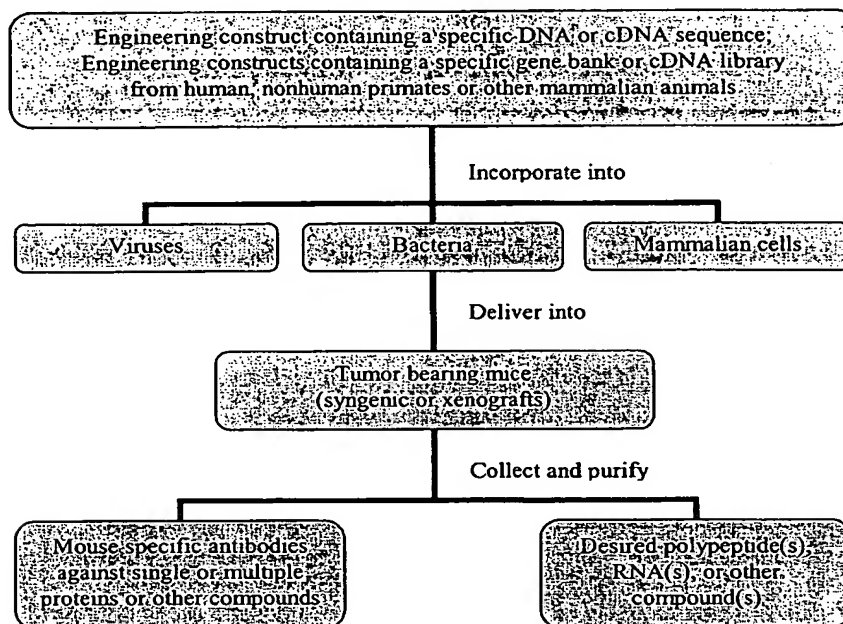 Engineering construct containing a specific DNA or cDNA sequence;
Engineering constructs containing a specific gene bank or cDNA library
from human, nonhuman primates or other mammalian animals
Incorporate into
Viruses
Bacteria
Mammalian cells
Deliver into
Tumor bearing mice
(syngenic or xenografts)
Collect and purify
Mouse specific antibodies
against single or multiple
proteins or other compounds
Desired polypeptide(s),
RNA(s), or other
compound(s)